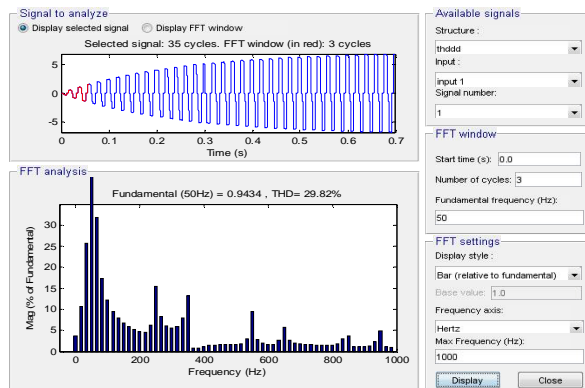 Signal to analyze
Display selected signal Display FFT window
Selected signal: 35 cycles. FFT window (in red): 3 cycles
5
0
-5
0 0.1 0.2 0.3 0.4 0.5 0.6 0.7
Time (s)
FFT analysis
Fundamental (50Hz) = 0.9434 , THD= 29.82%
Mag (% of Fundamental)
30
25
20
15
10
5
0
0 200 400 600 800 1000
Frequency (Hz)
Available signals
Structure :
thdddd
Input :
input 1
Signal number:
1
FFT window
Start time (s): 0.0
Number of cycles: 3
Fundamental frequency (Hz):
50
FFT settings
Display style :
Bar (relative to fundamental)
Base value: 1.0
Frequency axis:
Hertz
Max Frequency (Hz):
1000
Display Close